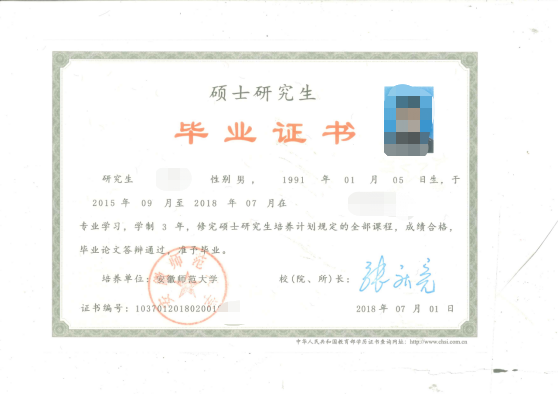 硕士研究生
毕业证书
研究生 性别 男， 1991 年 01 月 05 日生，于
2015 年 09 月至 2018 年 07 月在
专业学习，学制 3 年，修完硕士研究生培养计划规定的全部课程，成绩合格，
毕业论文答辩通过，准予毕业。
培养单位：安徽师范大学 校(院、所)长：
证书编号：103701201802001 2018 年 07 月 01 日
中华人民共和国教育部学历证书查询网址：http://www.chsi.com.cn